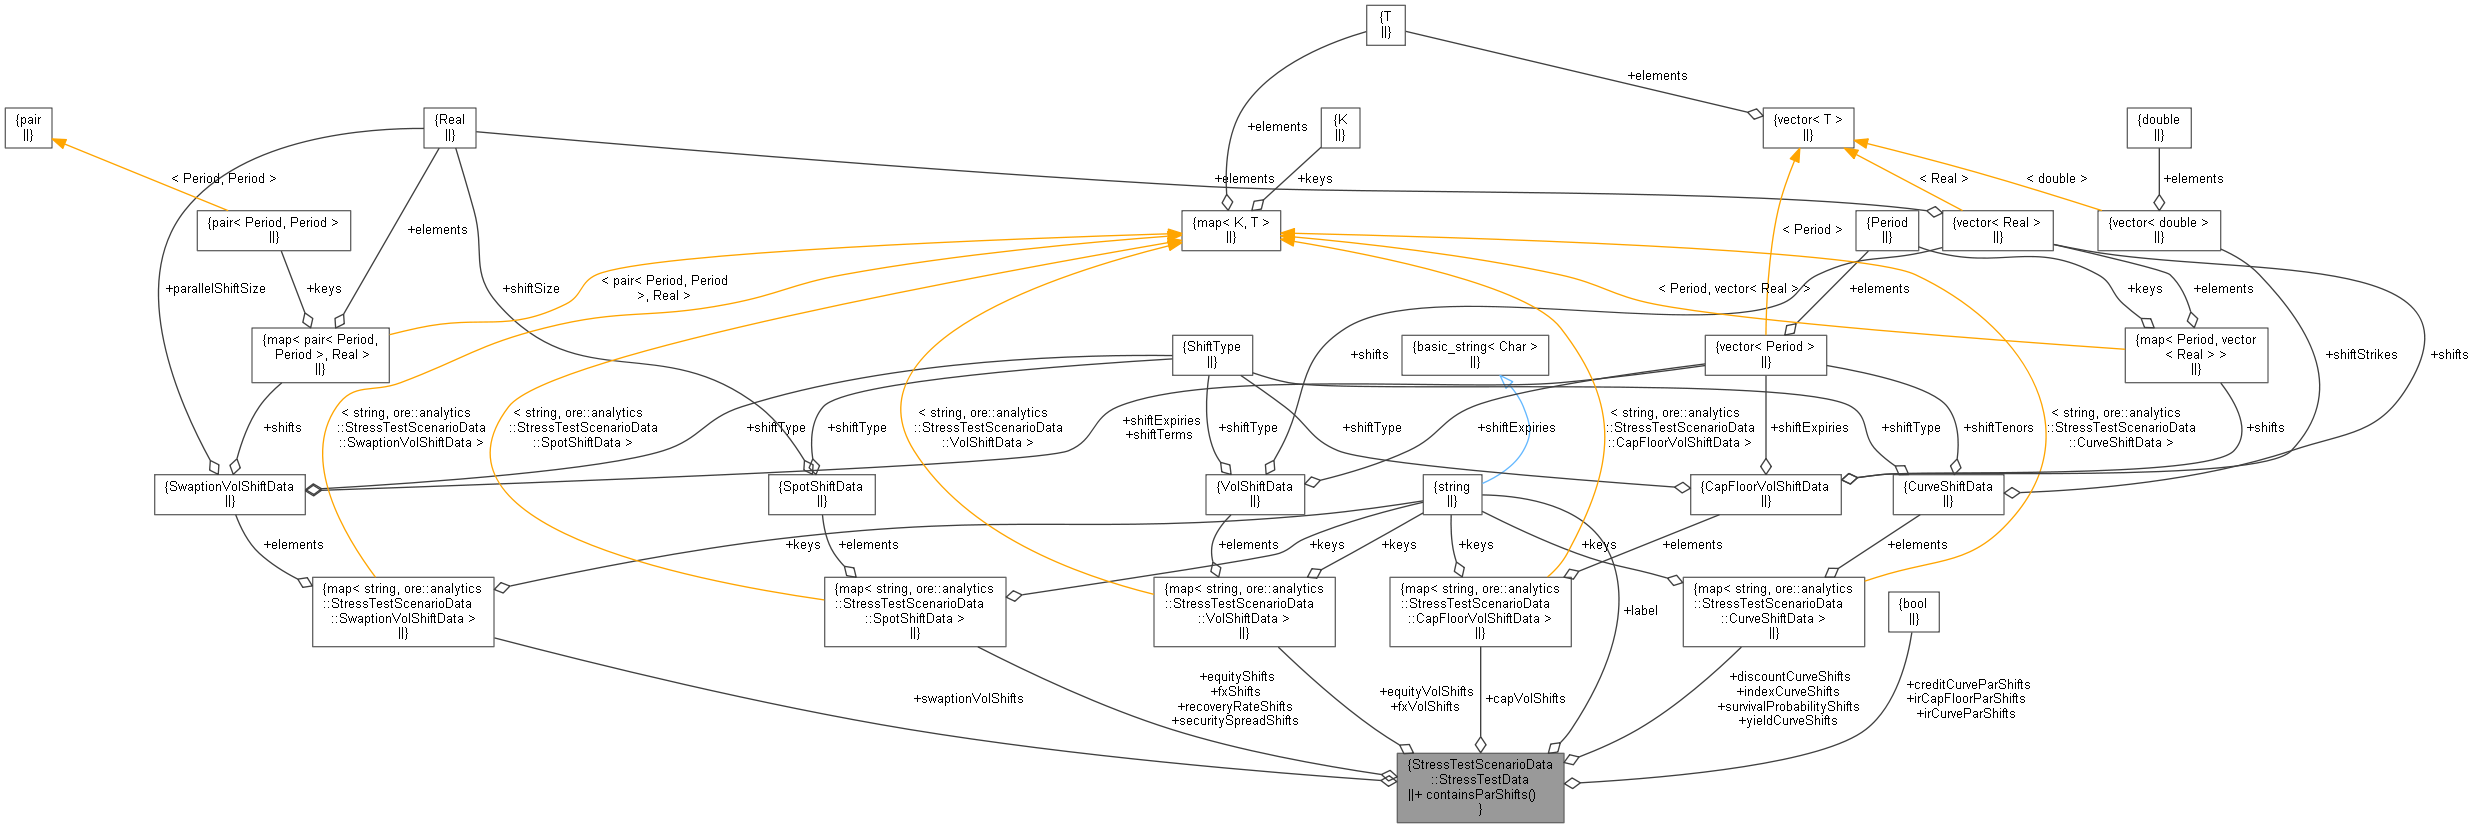 {T
||}
+elements
{pair
||}
{Real
||}
+elements
{K
||}
{vector< T >
||}
{double
||}
< Period, Period >
+elements
+keys
< Real >
< double >
+elements
{pair< Period, Period >
||}
+elements
{map< K, T >
||}
< Period >
{Period
||}
{vector< Real >
||}
{vector< double >
||}
+parallelShiftSize
+keys
+shiftSize
< pair< Period, Period
>, Real >
< Period, vector< Real > >
+elements
+keys
+elements
{map< pair< Period,
Period >, Real >
||}
{ShiftType
||}
+shifts
{basic_string< Char >
||}
{vector< Period >
||}
{map< Period, vector
< Real > >
||}
+shiftStrikes
+shifts
+shifts
< string, ore::analytics
::StressTestScenarioData
::SwaptionVolShiftData >
< string, ore::analytics
::StressTestScenarioData
::SpotShiftData >
+shiftType
+shiftType
< string, ore::analytics
::StressTestScenarioData
::VolShiftData >
+shiftExpiries
+shiftTerms
+shiftType
+shiftType
+shiftExpiries
< string, ore::analytics
::StressTestScenarioData
::CapFloorVolShiftData >
+shiftExpiries
+shiftType
+shiftTenors
< string, ore::analytics
::StressTestScenarioData
::CurveShiftData >
+shifts
{SwaptionVolShiftData
||}
{SpotShiftData
||}
{VolShiftData
||}
{string
||}
{CapFloorVolShiftData
||}
{CurveShiftData
||}
+elements
+keys
+elements
+elements
+keys
+keys
+keys
+keys
+elements
+elements
{map< string, ore::analytics
::StressTestScenarioData
::SwaptionVolShiftData >
||}
{map< string, ore::analytics
::StressTestScenarioData
::SpotShiftData >
||}
{map< string, ore::analytics
::StressTestScenarioData
::VolShiftData >
||}
{map< string, ore::analytics
::StressTestScenarioData
::CapFloorVolShiftData >
||}
+label
{map< string, ore::analytics
::StressTestScenarioData
::CurveShiftData >
||}
{bool
||}
+swaptionVolShifts
+equityShifts
+fxShifts
+recoveryRateShifts
+securitySpreadShifts
+equityVolShifts
+fxVolShifts
+capVolShifts
+discountCurveShifts
+indexCurveShifts
+survivalProbabilityShifts
+yieldCurveShifts
+creditCurveParShifts
+irCapFloorParShifts
+irCurveParShifts
{StressTestScenarioData
::StressTestData
||+ containsParShifts()
}